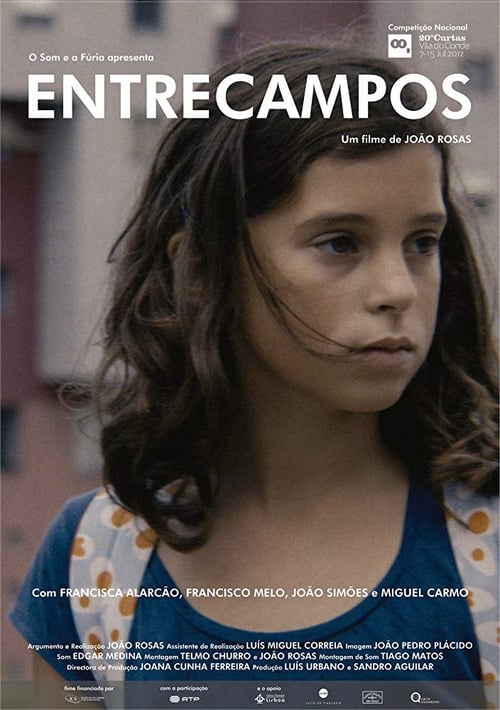 Competição Nacional
20ºCurtas
Vila do Conde
7-15 Jul 2012
O Som e a Fúria apresenta
ENTRECAMPOS
Um filme de JOÃO ROSAS
Com FRANCISCA ALARCÃO, FRANCISCO MELO, JOÃO SIMÕES e MIGUEL CARMO
Argumento e Realização JOÃO ROSAS Assistente de Realização LUÍS MIGUEL CORREIA Imagem JOÃO PEDRO PLÁCIDO
Som EDGAR MEDINA Montagem TELMO CHURRO e JOÃO ROSAS Montagem de Som TIAGO MATOS
Directora de Produção JOANA CUNHA FERREIRA Produção LUÍS URBANO e SANDRO AGUILAR
filme financiado por
com a participação
e o apoio
RTP
Lisboa